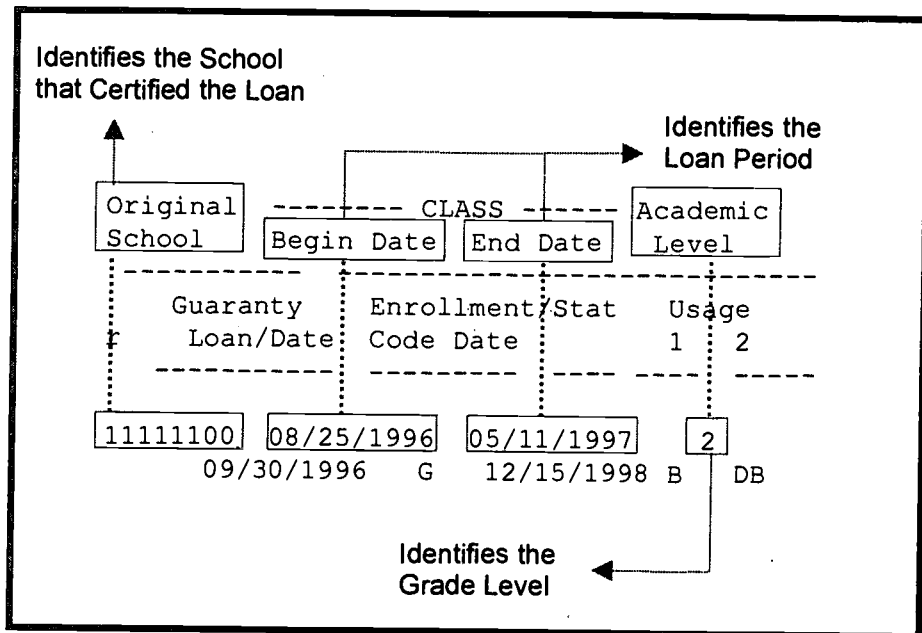 Identifies the School
that Certified the Loan
Identifies the
Loan Period
Original
School
------- CLASS ------
Begin Date
End Date
Academic
Level
Guaranty Enrollment/Stat Usage
r Loan/Date Code Date 1 2
11111100 08/25/1996 05/11/1997 2
09/30/1996 G 12/15/1998 B DB
Identifies the
Grade Level